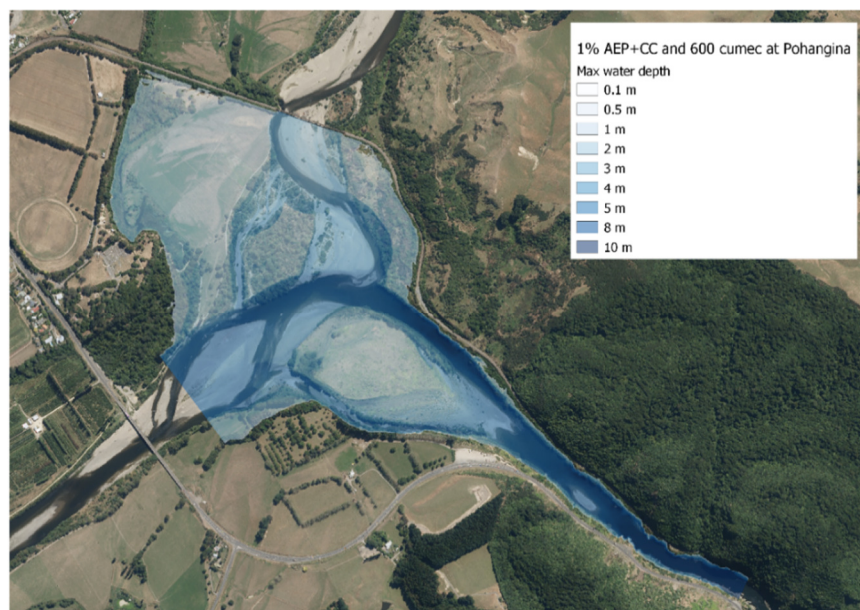 1% AEP+CC and 600 cumec at Pohangina
Max water depth
0.1 m
0.5 m
1 m
2 m
3 m
4 m
5 m
8 m
10 m